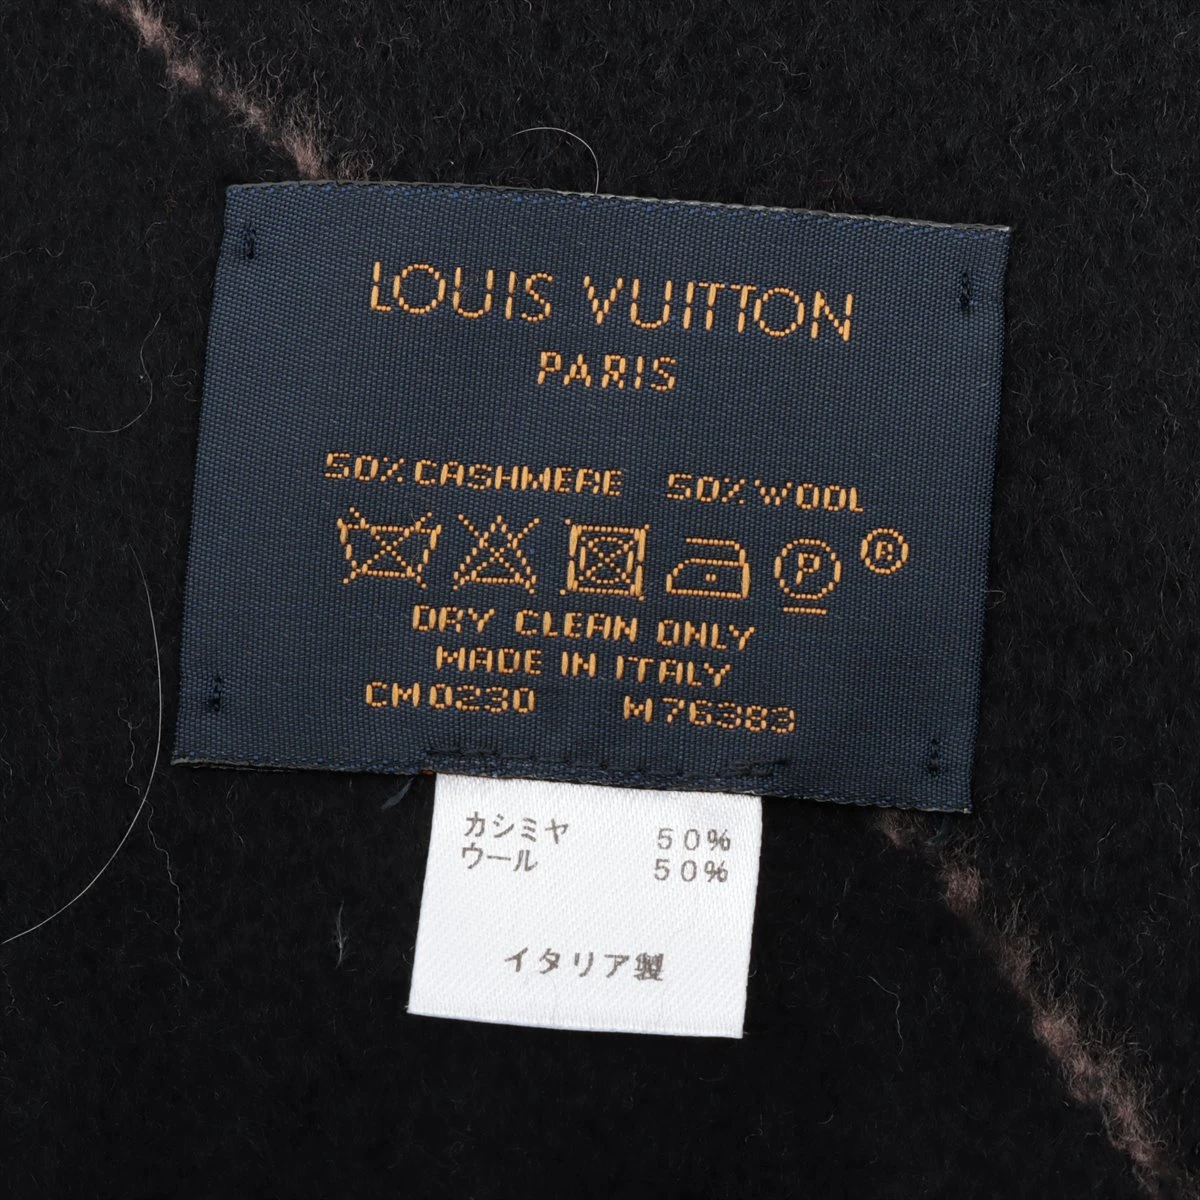 LOUIS VUITTON
PARIS
50% CASHMERE 50% WOOL
P ®
DRY CLEAN ONLY
MADE IN ITALY
CM0230 M76383
カシミヤ 50%
ウール 50%
イタリア製